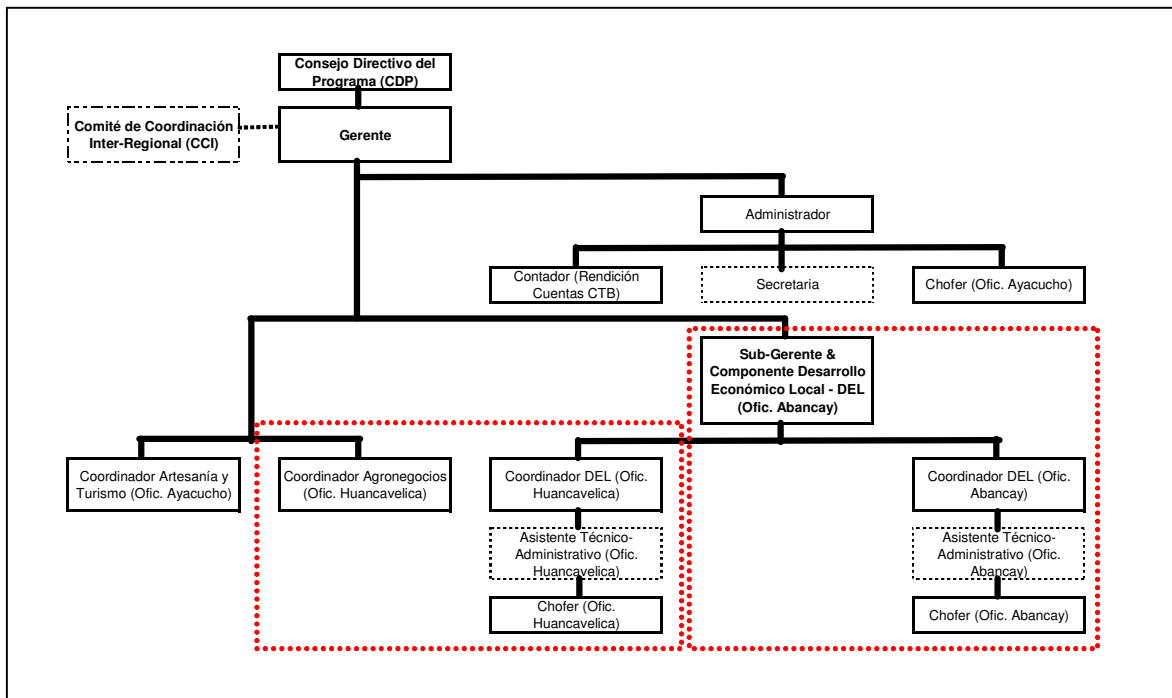 Consejo Directivo del
Programa (CDP)
Comité de Coordinación
Inter-Regional (CCI)
Gerente
Administrador
Contador (Rendición
Cuentas CTB)
Secretaria
Chofer (Ofic. Ayacucho)
Sub-Gerente &
Componente Desarrollo
Económico Local - DEL
(Ofic. Abancay)
Coordinador Artesanía y
Turismo (Ofic. Ayacucho)
Coordinador Agronegocios
(Ofic. Huancavelica)
Coordinador DEL (Ofic.
Huancavelica)
Coordinador DEL (Ofic.
Abancay)
Asistente Técnico-
Administrativo (Ofic.
Huancavelica)
Asistente Técnico-
Administrativo (Ofic.
Abancay)
Chofer (Ofic.
Huancavelica)
Chofer (Ofic. Abancay)